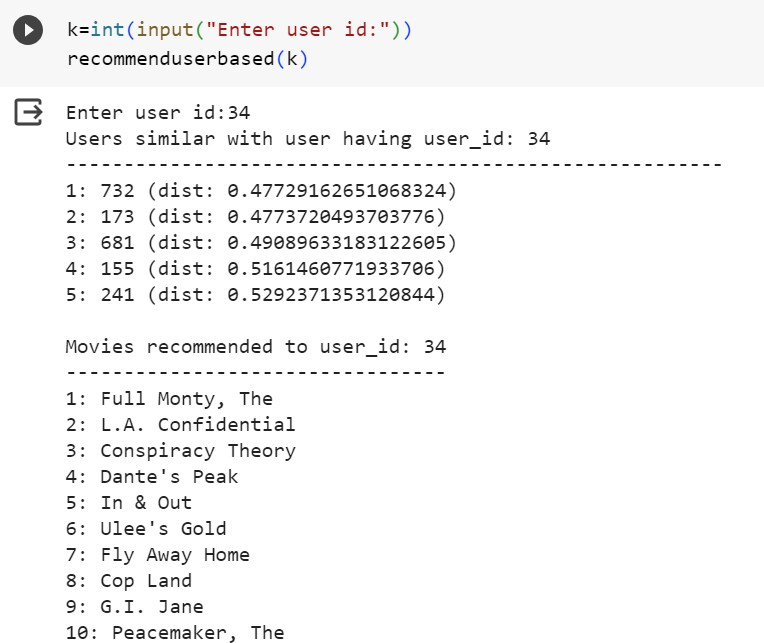 k=int(input("Enter user id:"))
recommenduserbased(k)
Enter user id:34
Users similar with user having user_id: 34
---------------------------------------------------------
1: 732 (dist: 0.47729162651068324)
2: 173 (dist: 0.4773720493703776)
3: 681 (dist: 0.49089633183122605)
4: 155 (dist: 0.5161460771933706)
5: 241 (dist: 0.5292371353120844)
Movies recommended to user_id: 34
---------------------------------
1: Full Monty, The
2: L.A. Confidential
3: Conspiracy Theory
4: Dante's Peak
5: In & Out
6: Ulee's Gold
7: Fly Away Home
8: Cop Land
9: G.I. Jane
10: Peacemaker, The